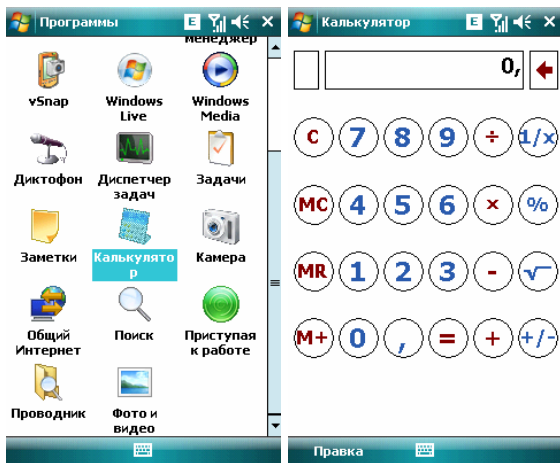 Программы
E
менеджер
vSnap
Windows
Live
Windows
Media
Диктофон
Диспетчер
задач
Задачи
Заметки
Калькулято
р
Камера
Общий
Интернет
Поиск
Приступая
к работе
Проводник
Фото и
видео
Калькулятор
E
0,
C 7 8 9 ÷ 1/x
MC 4 5 6 × %
MR 1 2 3 - √
M+ 0 , = + +/-
Правка